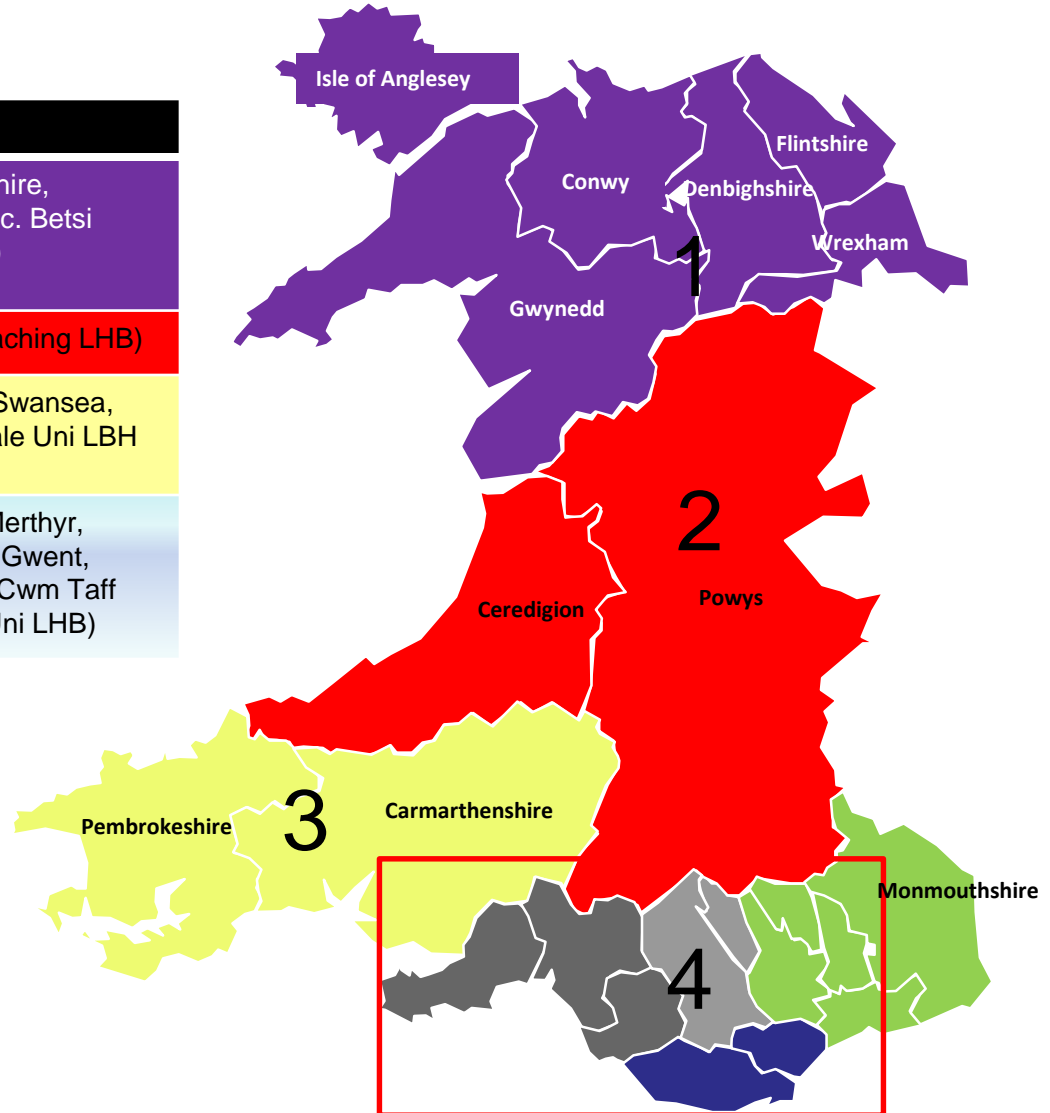 hire,
c. Betsi
)
aching LHB)
Swansea,
ale Uni LBH
Merthyr,
Gwent,
Cwm Taff
Uni LHB)
Isle of Anglesey
Flintshire
Conwy
Denbighshire
Wrexham
1
Gwynedd
2
Ceredigion
Powys
3
Carmarthenshire
Pembrokeshire
Monmouthshire
4